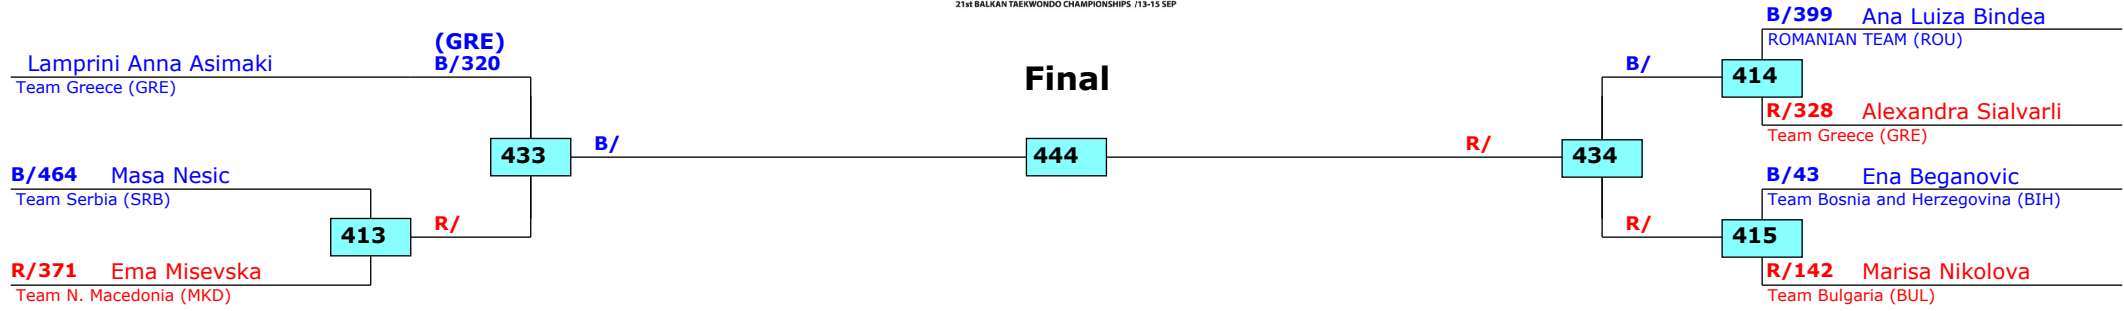 21st BALKAN TAEKWONDO CHAMPIONSHIPS /13-15 SEP
(GRE)
Lamprini Anna Asimaki B/320
Team Greece (GRE)
B/464 Masa Nesic
Team Serbia (SRB)
R/371 Ema Misevska
Team N. Macedonia (MKD)
413
R/
433
B/
Final
444
R/
434
B/
R/
414
B/399 Ana Luiza Bindea
ROMANIAN TEAM (ROU)
R/328 Alexandra Sialvarli
Team Greece (GRE)
415
B/43 Ena Beganovic
Team Bosnia and Herzegovina (BIH)
R/142 Marisa Nikolova
Team Bulgaria (BUL)